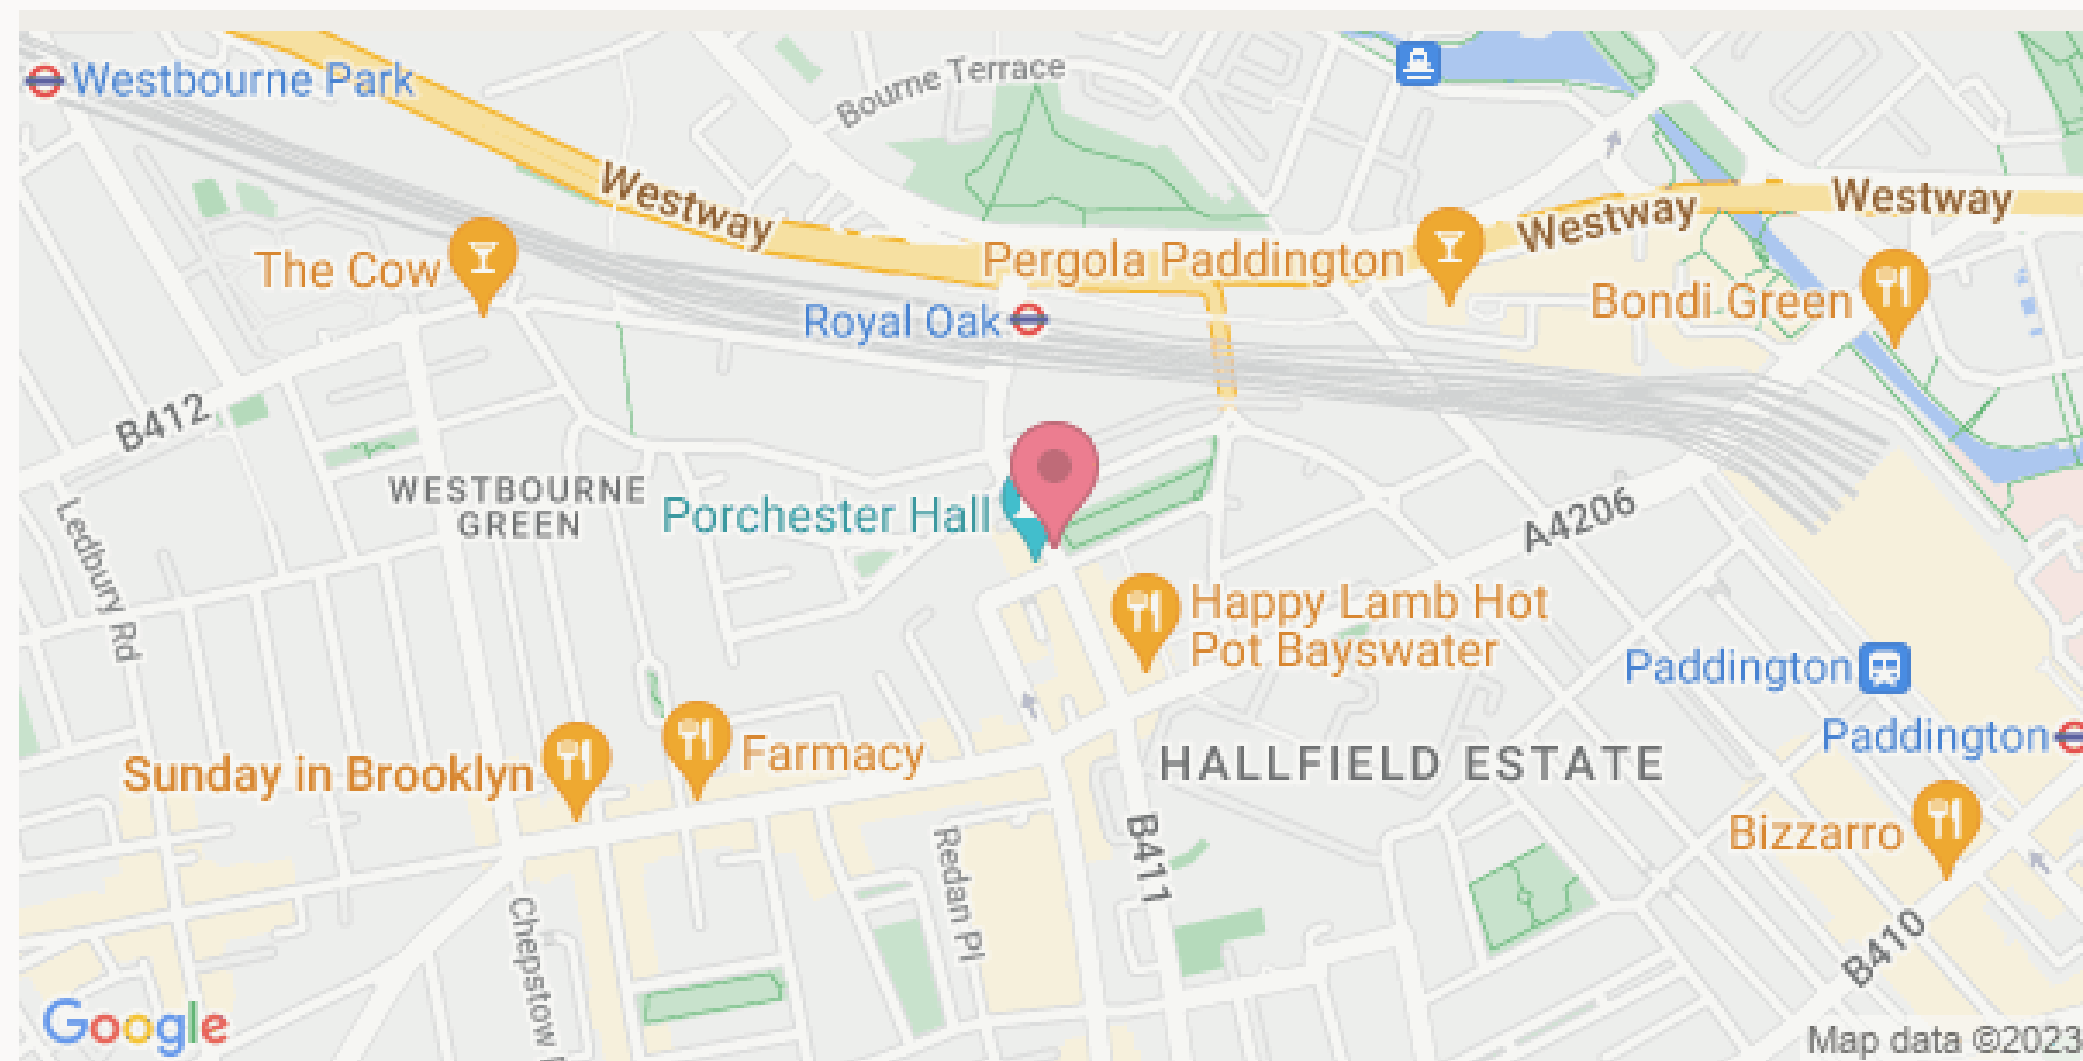 Westbourne Park
Bourne Terrace
Westway
Westway
Westway
The Cow
Pergola Paddington
Bondi Green
Royal Oak
B412
WESTBOURNE
GREEN
Porchester Hall
A4206
Ledbury Rd
Happy Lamb Hot
Pot Bayswater
Paddington
Paddington
Sunday in Brooklyn
Farmacy
HALLFIELD ESTATE
Bizzarro
B411
Redan Pl
Chepstow
B410
Google
Map data ©2023